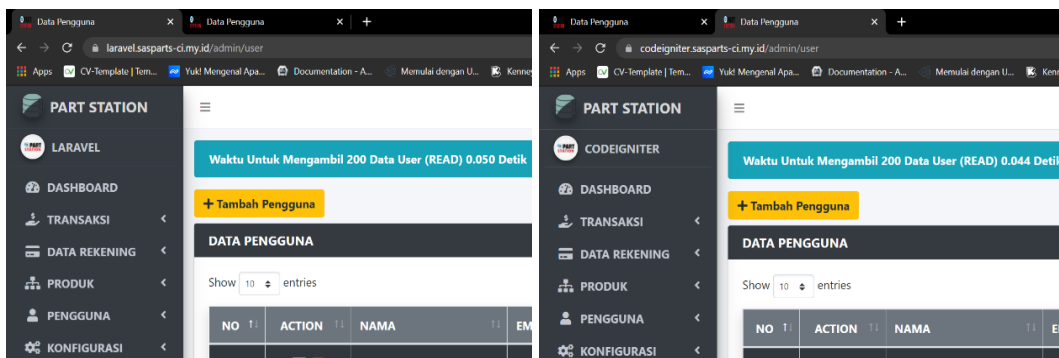 Data Pengguna × Data Pengguna × +
laravel.sasparts-ci.my.id/admin/user
Apps CV-Template | Tem... Yuk! Mengenal Apa... Documentation - A... Memulai dengan U...
PART STATION
LARAVEL
Waktu Untuk Mengambil 200 Data User (READ) 0.050 Detik
DASHBOARD
+ Tambah Pengguna
TRANSAKSI
DATA PENGGUNA
DATA REKENING
Show 10 entries
PRODUK
PENGGUNA
NO ACTION NAMA
KONFIGURASI
Data Pengguna × Data Pengguna × +
codeigniter.sasparts-ci.my.id/admin/user
Apps CV-Template | Tem... Yuk! Mengenal Apa... Documentation - A... Memulai dengan U...
PART STATION
CODEIGNITER
Waktu Untuk Mengambil 200 Data User (READ) 0.044 Detik
DASHBOARD
+ Tambah Pengguna
TRANSAKSI
DATA PENGGUNA
DATA REKENING
Show 10 entries
PRODUK
PENGGUNA
NO ACTION NAMA
KONFIGURASI